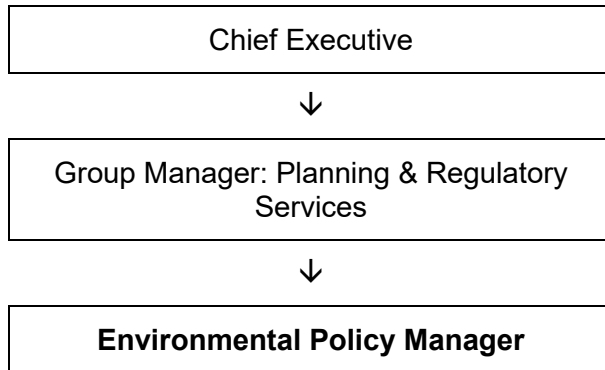 Chief Executive
↓
Group Manager: Planning & Regulatory
Services
↓
Environmental Policy Manager